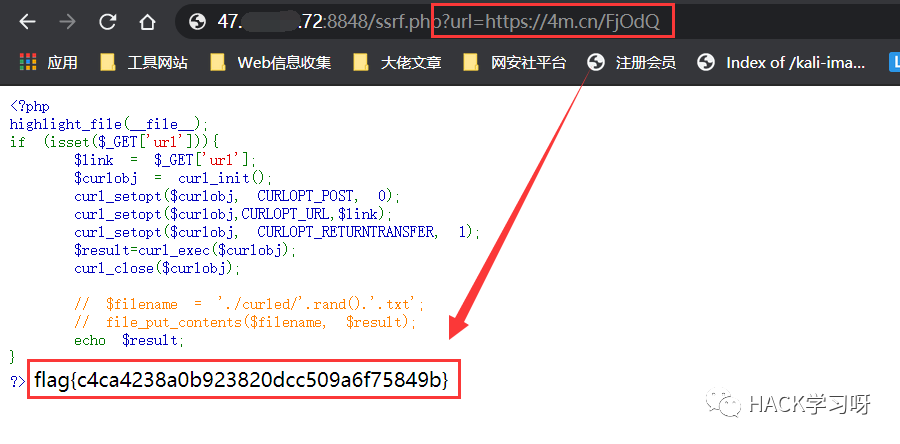 47. .72:8848/ssrf.php?url=https://4m.cn/FjOdQ
应用 工具网站 Web信息收集 大佬文章 网安社平台 注册会员 Index of /kali-ima...
<?php
highlight_file(__file__);
if (isset($_GET['url'])){
$link = $_GET['url'];
$curlobj = curl_init();
curl_setopt($curlobj, CURLOPT_POST, 0);
curl_setopt($curlobj,CURLOPT_URL,$link);
curl_setopt($curlobj, CURLOPT_RETURNTRANSFER, 1);
$result=curl_exec($curlobj);
curl_close($curlobj);
// $filename = './curled/'.rand().'.txt';
// file_put_contents($filename, $result);
echo $result;
}
?> flag{c4ca4238a0b923820dcc509a6f75849b}
HACK学习呀